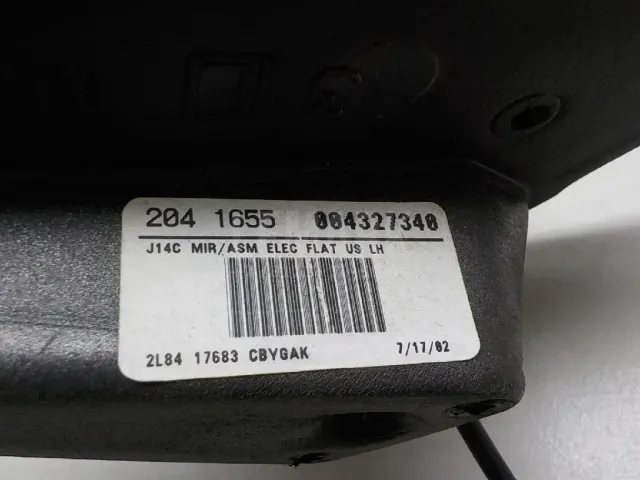 204 1655 004327340
J14C MIR/ASM ELEC FLAT US LH
2L84 17683 CBYGAK 7/17/02